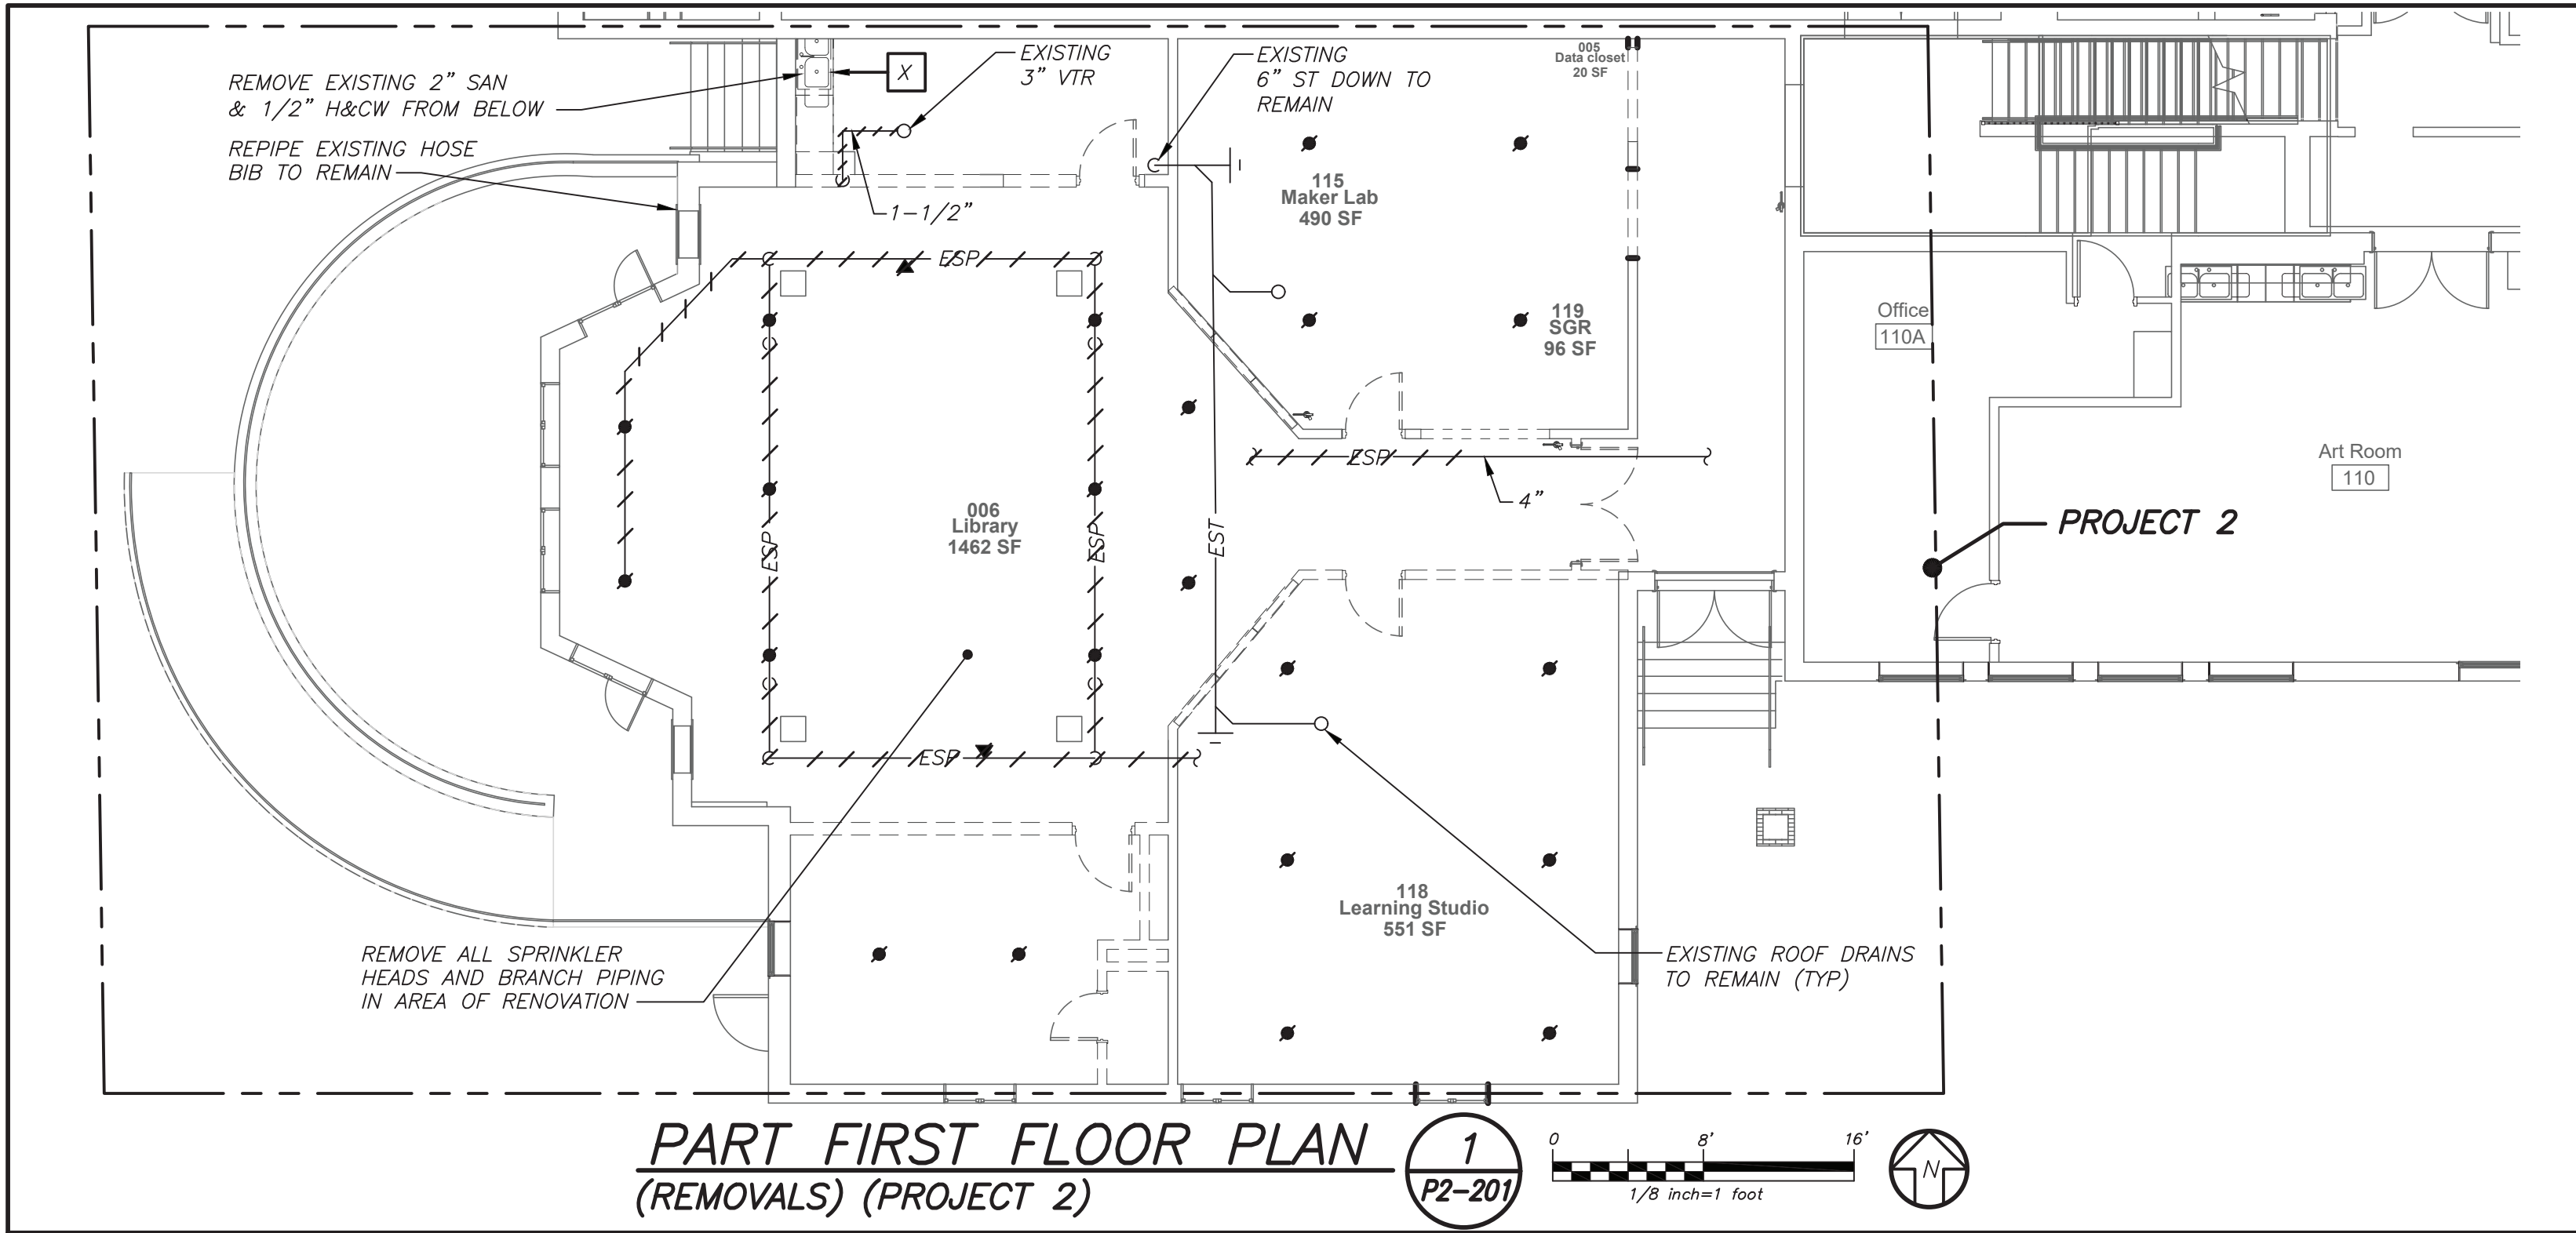 REMOVE EXISTING 2” SAN
& 1/2” H&CW FROM BELOW
REPIPE EXISTING HOSE
BIB TO REMAIN
X
EXISTING
3” VTR
1-1/2”
EXISTING
6” ST DOWN TO
REMAIN
005
Data closet
20 SF
115
Maker Lab
490 SF
119
SGR
96 SF
Office
110A
Art Room
110
PROJECT 2
ESP
ESP
ESP
ESP
ESP
4”
EST
006
Library
1462 SF
118
Learning Studio
551 SF
REMOVE ALL SPRINKLER
HEADS AND BRANCH PIPING
IN AREA OF RENOVATION
EXISTING ROOF DRAINS
TO REMAIN (TYP)
PART FIRST FLOOR PLAN
(REMOVALS) (PROJECT 2)
1
P2-201
0 8' 16'
1/8 inch=1 foot
N